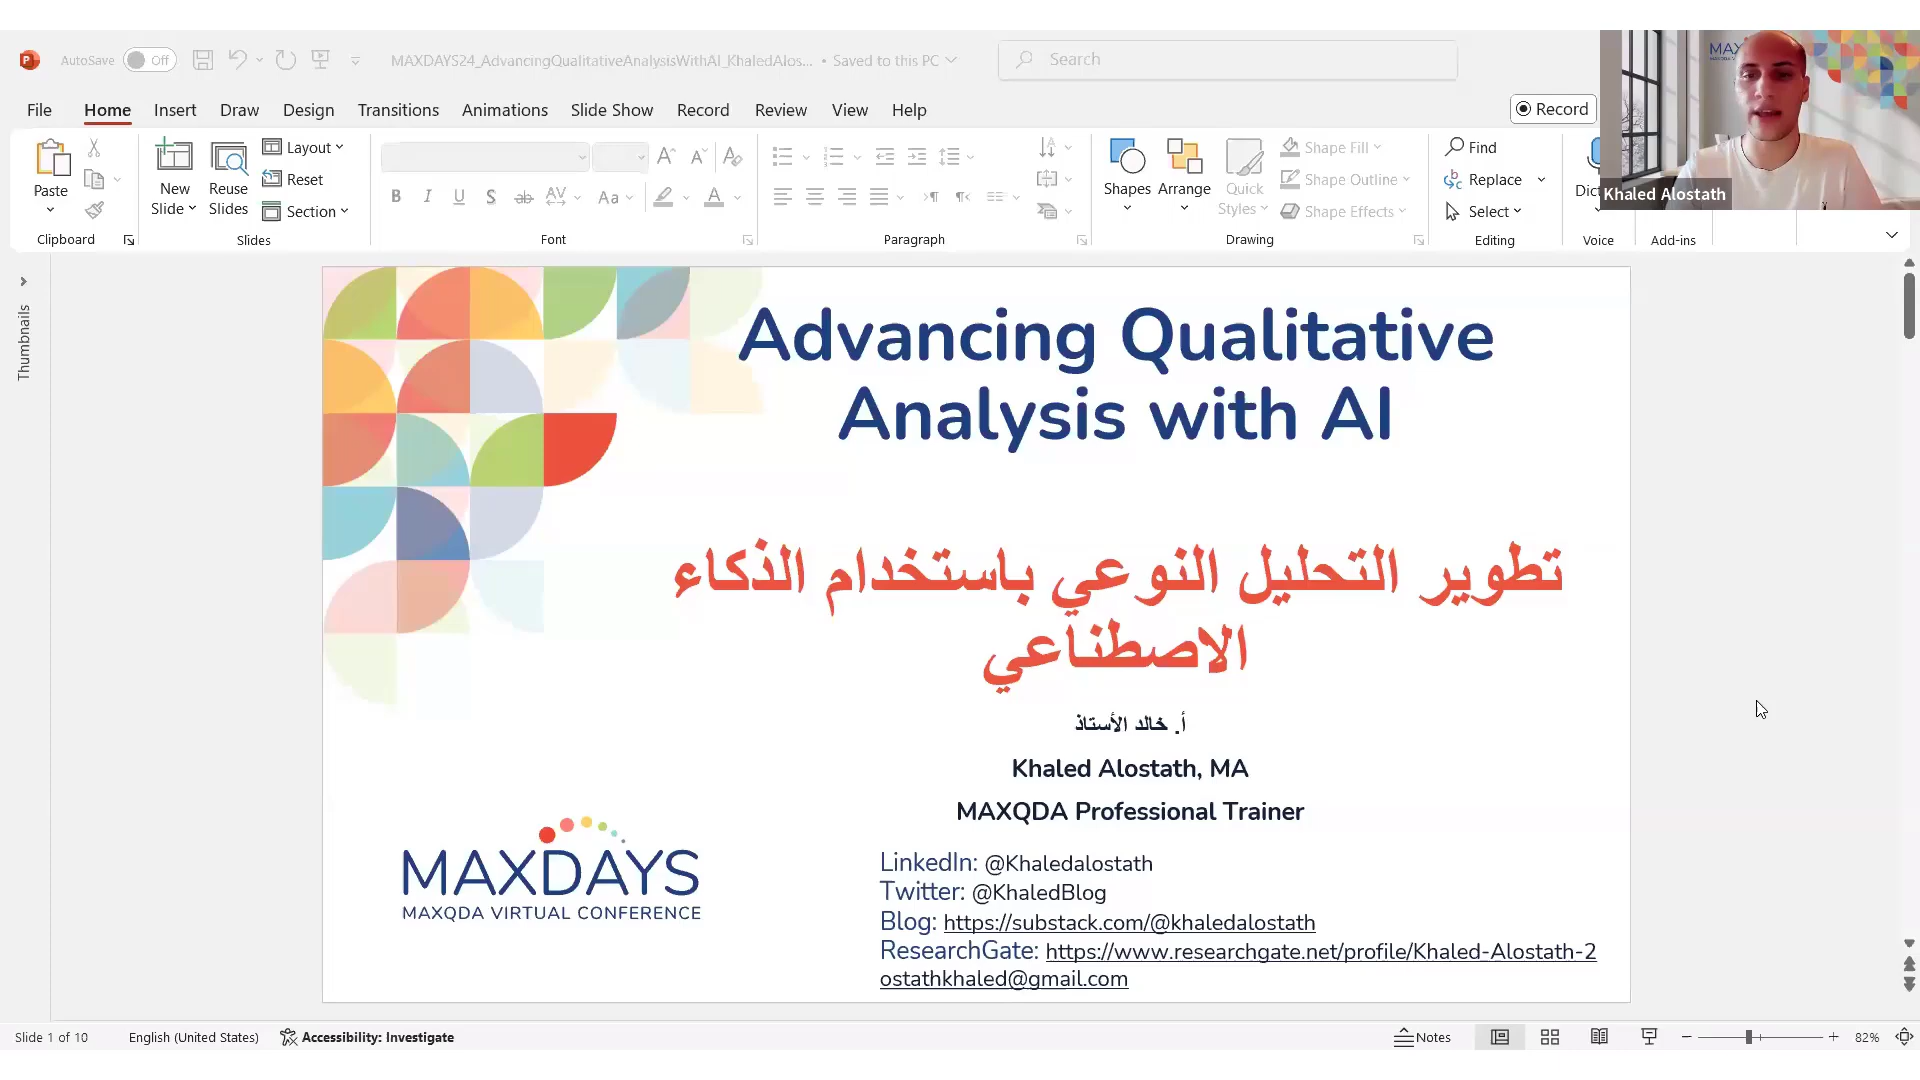 AutoSave Off MAXDAYS24_AdvancingQualitativeAnalysisWithAI_KhaledAlos... • Saved to this PC Search
File Home Insert Draw Design Transitions Animations Slide Show Record Review View Help Record
Paste
Clipboard
New Slide
Reuse Slides
Layout
Reset
Section
Slides
Font
Paragraph
Shapes
Arrange
Quick Styles
Shape Fill
Shape Outline
Shape Effects
Drawing
Find
Replace
Select
Editing
Voice
Add-ins
Khaled Alostath
Thumbnails
Advancing Qualitative
Analysis with AI
تطوير التحليل النوعي باستخدام الذكاء
الاصطناعي
أ. خالد الأستاذ
Khaled Alostath, MA
MAXQDA Professional Trainer
MAXDAYS
MAXQDA VIRTUAL CONFERENCE
LinkedIn: @Khaledalostath
Twitter: @KhaledBlog
Blog: https://substack.com/@khaledalostath
ResearchGate: https://www.researchgate.net/profile/Khaled-Alostath-2
ostathkhaled@gmail.com
Slide 1 of 10 English (United States) Accessibility: Investigate Notes 82%